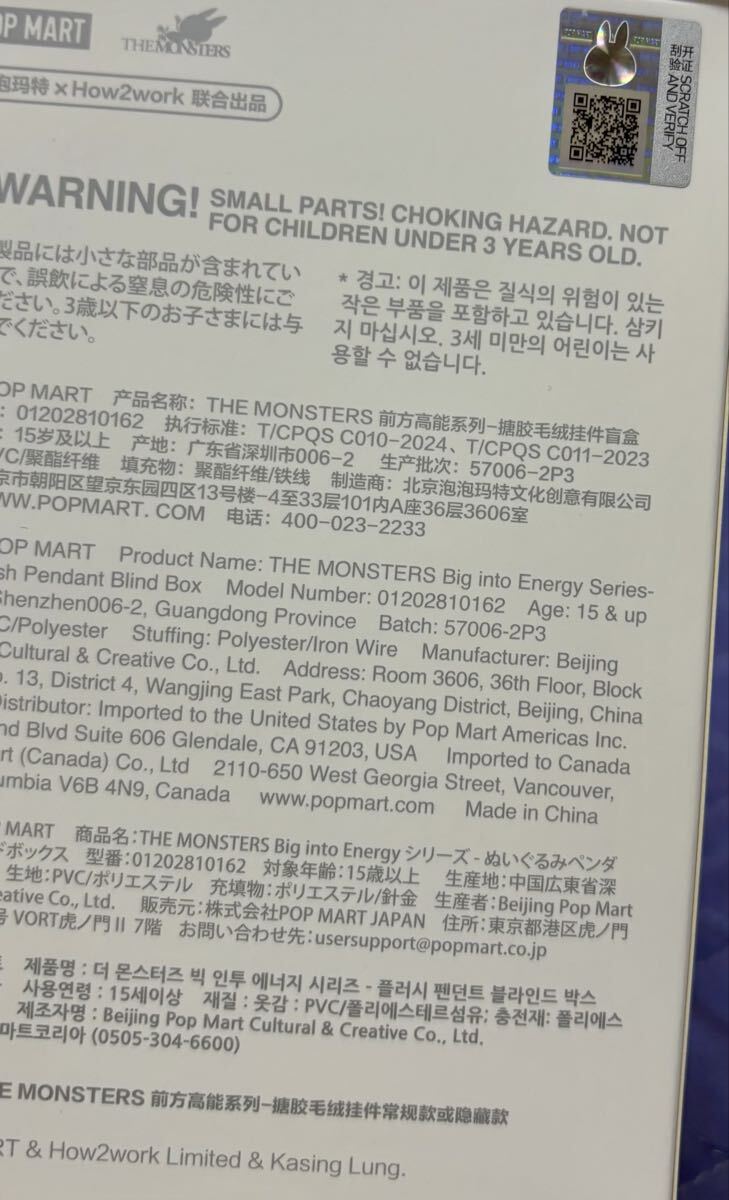 POP MART
THE MONSTERS
泡玛特×How2work 联合出品
开证 SCRATCH OFF
刮验 AND VERIFY
WARNING! SMALL PARTS! CHOKING HAZARD. NOT
FOR CHILDREN UNDER 3 YEARS OLD.
製品には小さな部品が含まれてい
で、誤飲による窒息の危険性にご
ださい。3歳以下のお子さまには与
でください。
* 경고: 이 제품은 질식의 위험이 있는
작은 부품을 포함하고 있습니다. 삼키
지 마십시오. 3세 미만의 어린이는 사
용할 수 없습니다.
POP MART 产品名称: THE MONSTERS 前方高能系列-搪胶毛绒挂件盲盒
: 01202810162 执行标准: T/CPQS C010-2024、T/CPQS C011-2023
: 15岁及以上 产地: 广东省深圳市006-2 生产批次: 57006-2P3
VC/聚酯纤维 填充物: 聚酯纤维/铁线 制造商: 北京泡泡玛特文化创意有限公司
京市朝阳区望京东园四区13号楼-4至33层101内A座36层3606室
WWW.POPMART.COM 电话: 400-023-2233
POP MART Product Name: THE MONSTERS Big into Energy Series-
sh Pendant Blind Box Model Number: 01202810162 Age: 15 & up
Shenzhen006-2, Guangdong Province Batch: 57006-2P3
C/Polyester Stuffing: Polyester/Iron Wire Manufacturer: Beijing
Cultural & Creative Co., Ltd. Address: Room 3606, 36th Floor, Block
o. 13, District 4, Wangjing East Park, Chaoyang District, Beijing, China
Distributor: Imported to the United States by Pop Mart Americas Inc.
nd Blvd Suite 606 Glendale, CA 91203, USA Imported to Canada
rt (Canada) Co., Ltd 2110-650 West Georgia Street, Vancouver,
umbia V6B 4N9, Canada www.popmart.com Made in China
P MART 商品名:THE MONSTERS Big into Energy シリーズ - ぬいぐるみペンダ
ドボックス 型番:01202810162 対象年齢:15歳以上 生産地:中国広東省深
生地:PVC/ポリエステル 充填物:ポリエステル/針金 生産者:Beijing Pop Mart
eative Co., Ltd. 販売元:株式会社POP MART JAPAN 住所:東京都港区虎ノ門
号 VORT虎ノ門Ⅱ 7階 お問い合わせ先:usersupport@popmart.co.jp
제품명 : 더 몬스터즈 빅 인투 에너지 시리즈 - 플러시 펜던트 블라인드 박스
사용연령 : 15세이상 재질 : 옷감 : PVC/폴리에스테르섬유; 충전재: 폴리에스
제조자명 : Beijing Pop Mart Cultural & Creative Co., Ltd.
마트코리아 (0505-304-6600)
HE MONSTERS 前方高能系列-搪胶毛绒挂件常规款或隐藏款
RT & How2work Limited & Kasing Lung.